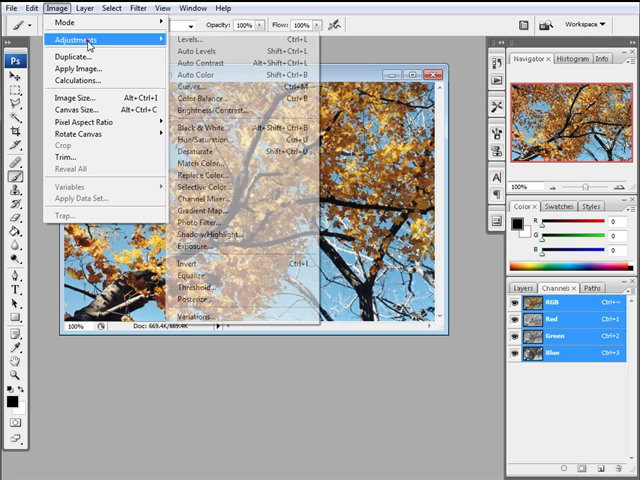 File Edit Image Layer Select Filter View Window Help
Opacity: 100% Flow: 100% Workspace
Mode
Adjustments
Duplicate...
Apply Image...
Calculations...
Image Size... Alt+Ctrl+I
Canvas Size... Alt+Ctrl+C
Pixel Aspect Ratio
Rotate Canvas
Crop
Trim...
Reveal All
Variables
Apply Data Set...
Trap...
Levels... Ctrl+L
Auto Levels Shift+Ctrl+L
Auto Contrast Alt+Shift+Ctrl+L
Auto Color Shift+Ctrl+B
Curves... Ctrl+M
Color Balance... Ctrl+B
Brightness/Contrast...
Black & White... Alt+Shift+Ctrl+B
Hue/Saturation... Ctrl+U
Desaturate Shift+Ctrl+U
Match Color...
Replace Color...
Selective Color...
Channel Mixer...
Gradient Map...
Photo Filter...
Shadow/Highlight...
Exposure...
Invert Ctrl+I
Equalize
Threshold...
Posterize...
Variations...
100% Doc: 669.4K/669.4K
Ps
Navigator Histogram Info
100%
Color Swatches Styles
R 0
G 0
B 0
Layers Channels Paths
RGB Ctrl+~
Red Ctrl+1
Green Ctrl+2
Blue Ctrl+3